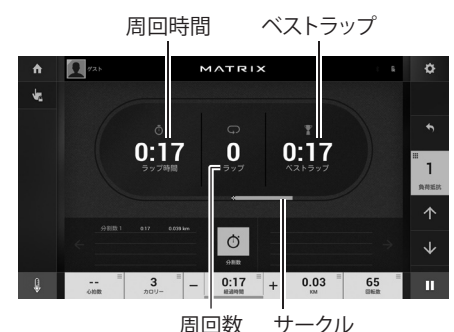 周回時間 ベストラップ
ゲスト MATRIX
0:17 0 0:17
ラップ時間 ラップ ベストラップ
1
負荷抵抗
分割数 1 0:17 0.039 km
分割数
-- 3 − 0:17 + 0.03 65
心拍数 カロリー 経過時間 KM 回転数
周回数 サークル